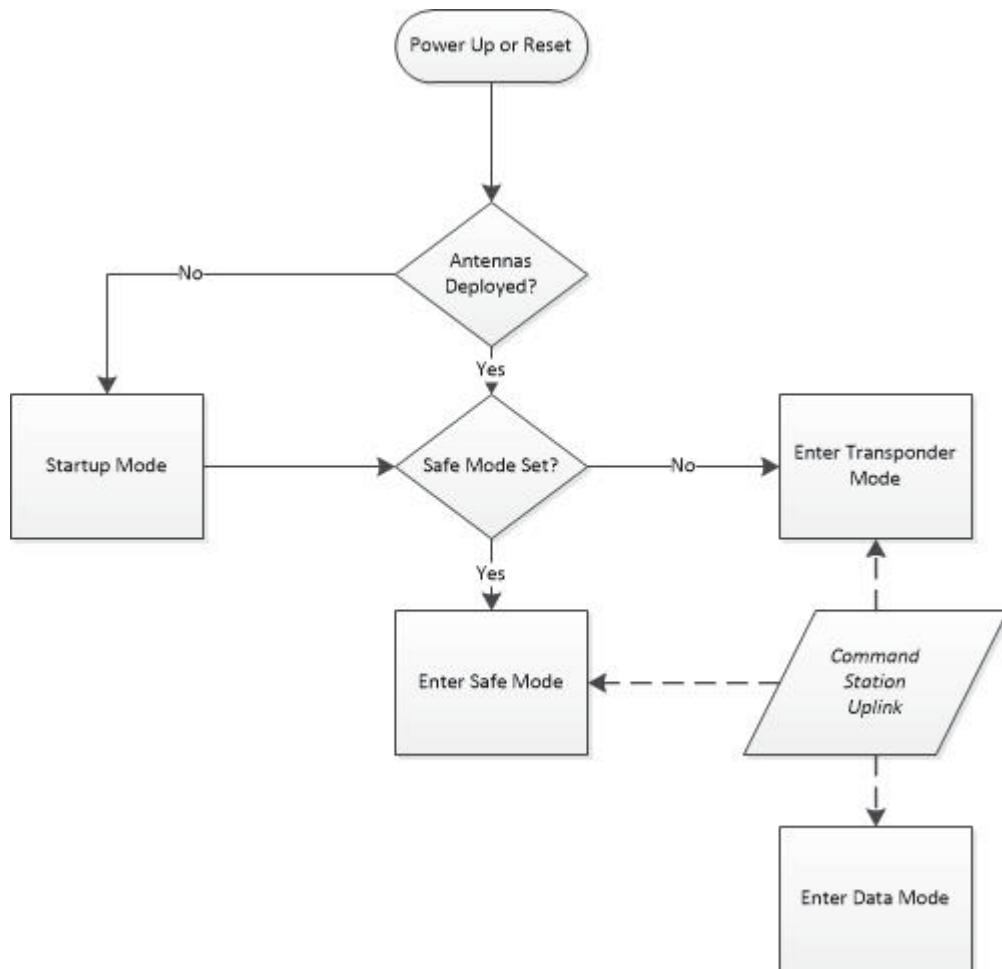 Power Up or Reset
Antennas
Deployed?
No
Yes
Startup Mode
Safe Mode Set?
No
Enter Transponder
Mode
Yes
Enter Safe Mode
Command
Station
Uplink
Enter Data Mode